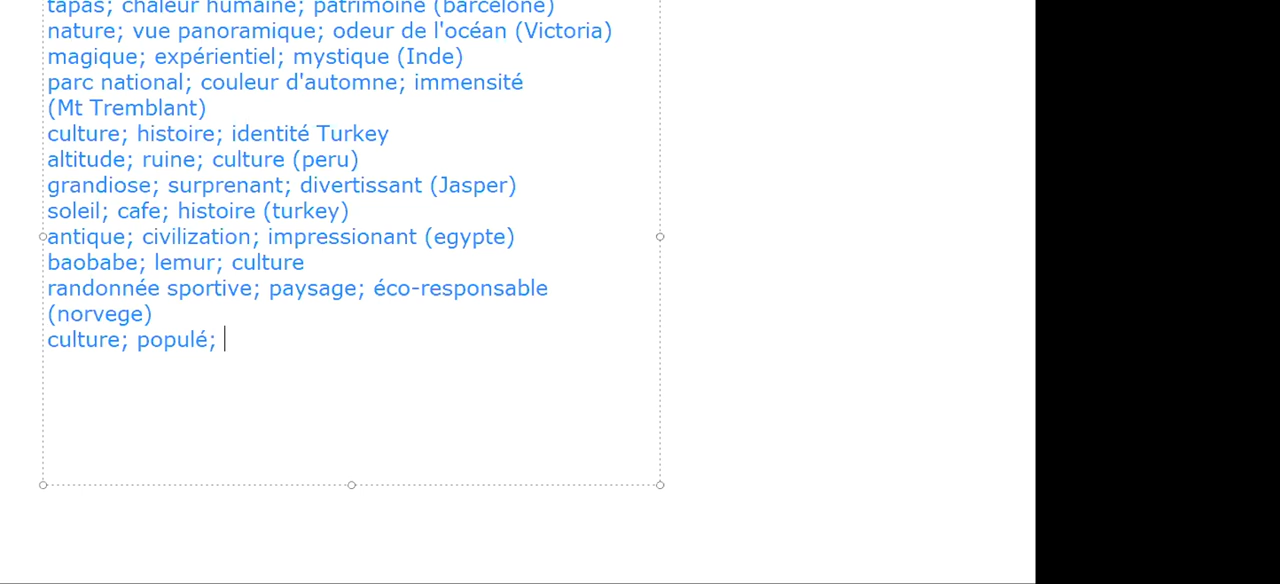 tapas; chaleur humaine; patrimoine (barcelone)
nature; vue panoramique; odeur de l'océan (Victoria)
magique; expérientiel; mystique (Inde)
parc national; couleur d'automne; immensité
(Mt Tremblant)
culture; histoire; identité Turkey
altitude; ruine; culture (peru)
grandiose; surprenant; divertissant (Jasper)
soleil; cafe; histoire (turkey)
antique; civilization; impressionant (egypte)
baobabe; lemur; culture
randonnée sportive; paysage; éco-responsable
(norvege)
culture; populé;